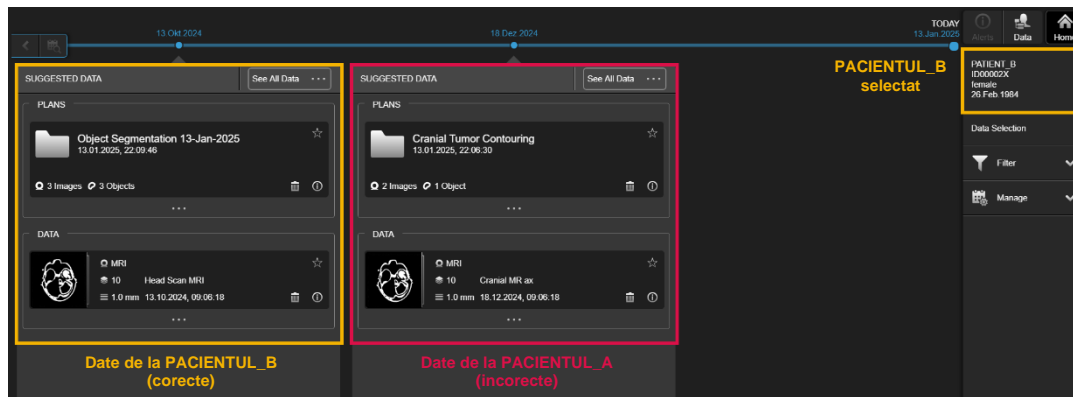 13.Okt.2024
18.Dez.2024
TODAY
13.Jan.2025
Alerts
Data
Home
SUGGESTED DATA
See All Data ...
PLANS
Object Segmentation 13-Jan-2025
13.01.2025, 22:09:46
3 Images 3 Objects
...
DATA
MRI
10 Head Scan MRI
1.0 mm 13.10.2024, 09:06:18
...
Date de la PACIENTUL_B
(corecte)
SUGGESTED DATA
See All Data ...
PLANS
Cranial Tumor Contouring
13.01.2025, 22:06:30
2 Images 1 Object
...
DATA
MRI
10 Cranial MR ax
1.0 mm 18.12.2024, 09:06:18
...
Date de la PACIENTUL_A
(incorecte)
PACIENTUL_B
selectat
PATIENT_B
ID00002X
female
26.Feb.1984
Data Selection
Filter
Manage